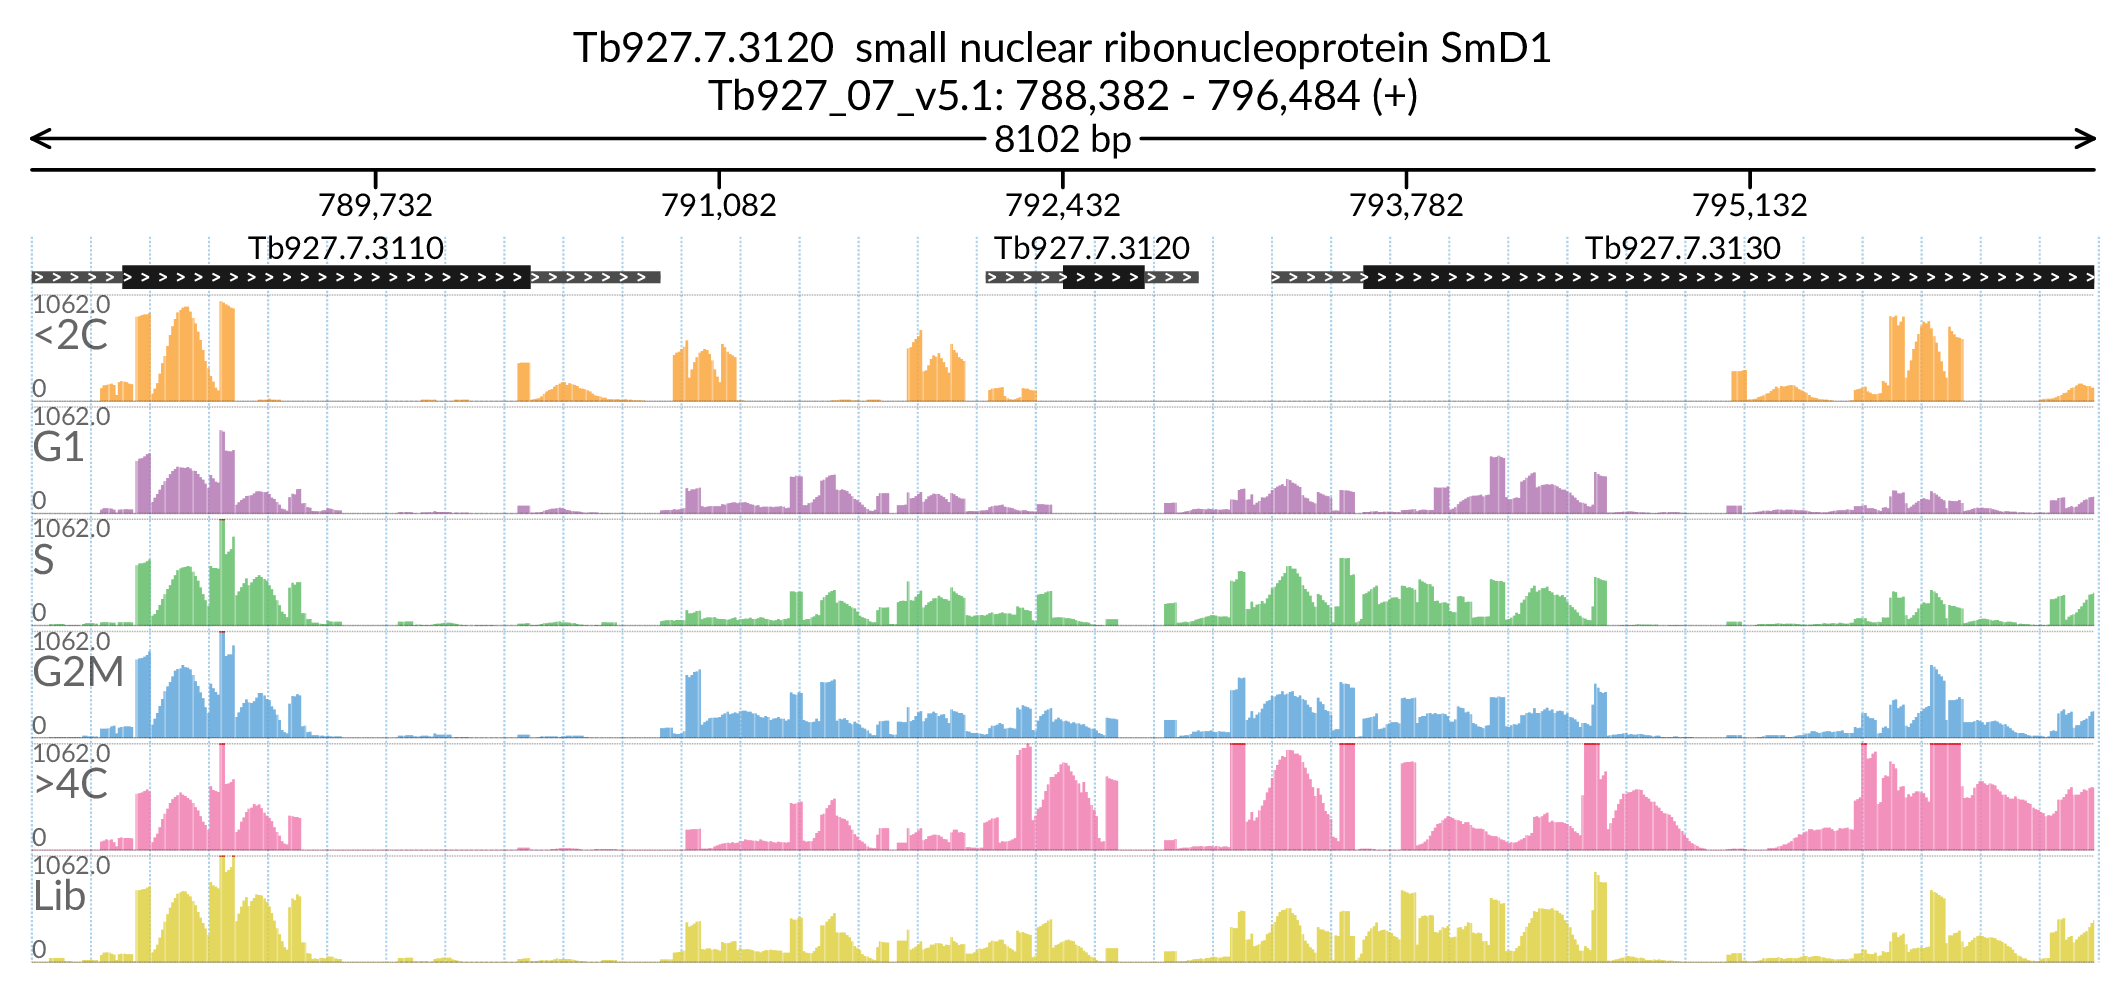 Tb927.7.3120  small nuclear ribonucleoprotein SmD1
Tb927_07_v5.1: 788,382 - 796,484 (+)
8102 bp
789,732 791,082 792,432 793,782 795,132
Tb927.7.3110 Tb927.7.3120 Tb927.7.3130
1062.0
<2C
0
1062.0
G1
0
1062.0
S
0
1062.0
G2M
0
1062.0
>4C
0
1062.0
Lib
0